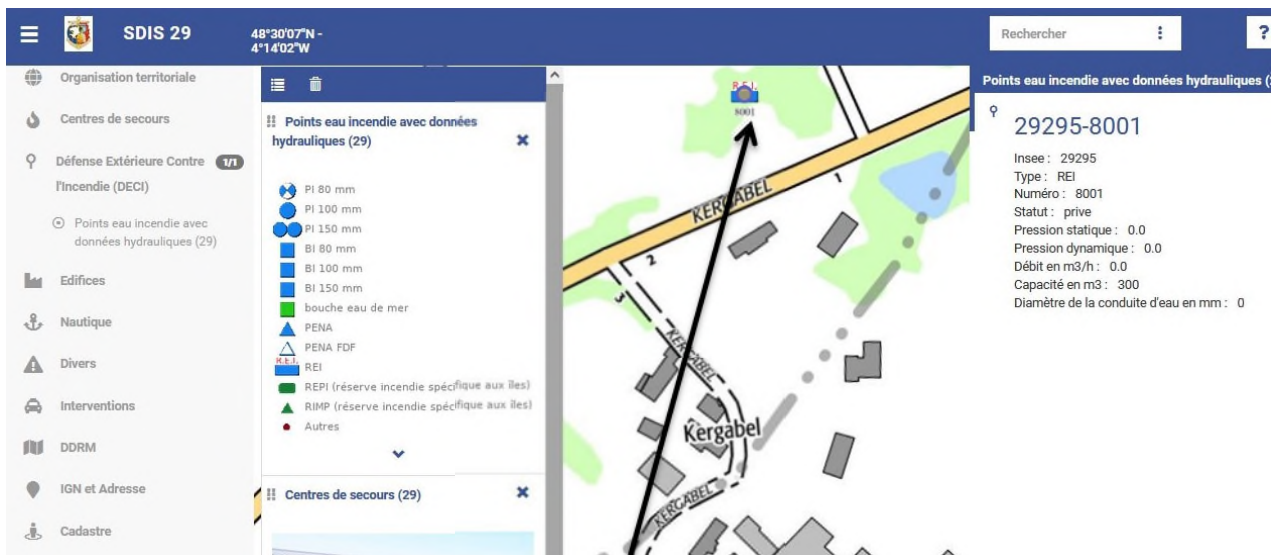 SDIS 29
48°30'07"N -
4°14'02"W
Rechercher
?
Organisation territoriale
Centres de secours
Défense Extérieure Contre 1/1
l'Incendie (DECI)
Points eau incendie avec
données hydrauliques (29)
Edifices
Nautique
Divers
Interventions
DDRM
IGN et Adresse
Cadastre
Points eau incendie avec données
hydrauliques (29)
PI 80 mm
PI 100 mm
PI 150 mm
BI 80 mm
BI 100 mm
BI 150 mm
bouche eau de mer
PENA
PENA FDF
R.E.I.
REI
REPI (réserve incendie spécifique aux îles)
RIMP (réserve incendie spécifique aux îles)
Autres
Centres de secours (29)
R.E.I.
8001
KERGABEL
1
2
3
KERGABEL
Kergabel
KERGABEL
Points eau incendie avec données hydrauliques (
29295-8001
Insee : 29295
Type : REI
Numéro : 8001
Statut : prive
Pression statique : 0.0
Pression dynamique : 0.0
Débit en m3/h : 0.0
Capacité en m3 : 300
Diamètre de la conduite d'eau en mm : 0